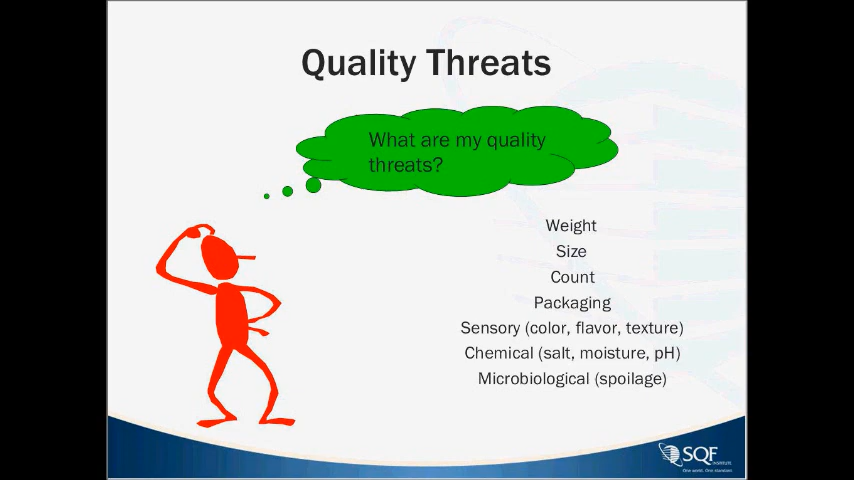 Quality Threats
What are my quality
threats?
Weight
Size
Count
Packaging
Sensory (color, flavor, texture)
Chemical (salt, moisture, pH)
Microbiological (spoilage)
SQF
INSTITUTE
One world. One standard.